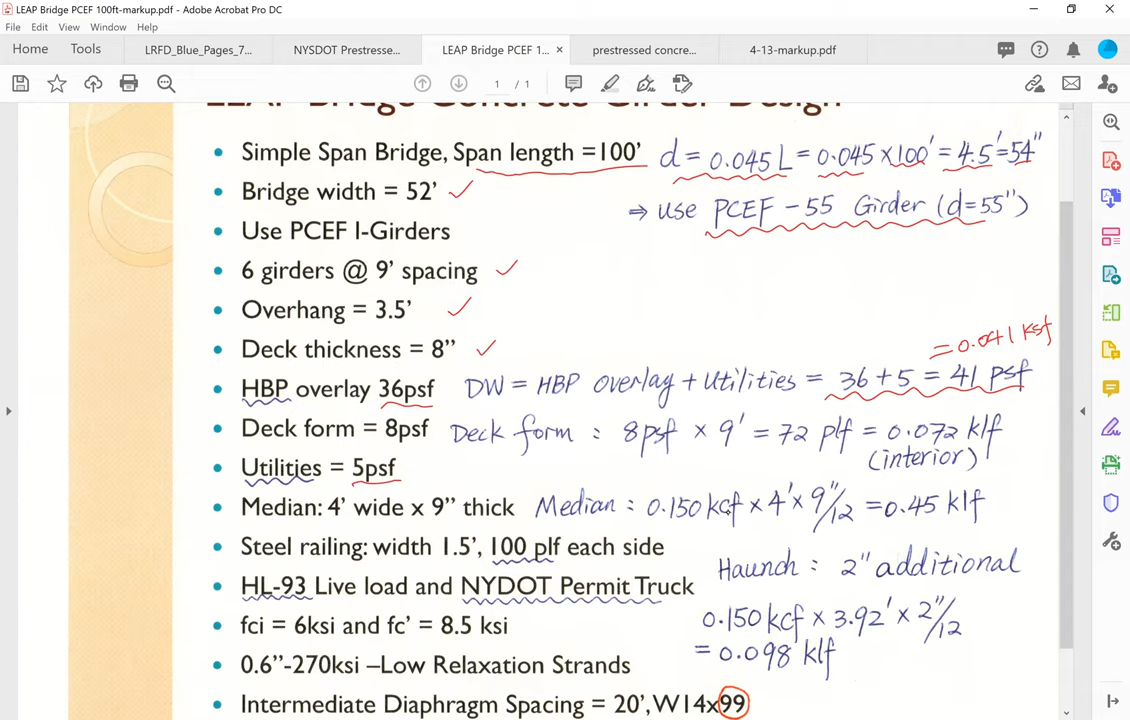 LEAP Bridge PCEF 100ft-markup.pdf - Adobe Acrobat Pro DC
File Edit View Window Help
Home Tools LRFD_Blue_Pages_7... NYSDOT Prestresse... LEAP Bridge PCEF 1... × prestressed concre... 4-13-markup.pdf
1 / 1
LEAP Bridge Concrete Girder Design
Simple Span Bridge, Span length =100' d = 0.045 L = 0.045 x 100' = 4.5' = 54"
Bridge width = 52' ✓ ⇒ Use PCEF - 55 Girder (d=55")
Use PCEF I-Girders
6 girders @ 9' spacing ✓
Overhang = 3.5' ✓
Deck thickness = 8" ✓ = 0.041 ksf
HBP overlay 36psf DW = HBP overlay + Utilities = 36 + 5 = 41 psf
Deck form = 8psf Deck form : 8psf x 9' = 72 plf = 0.072 klf
(interior)
Utilities = 5psf
Median: 4' wide x 9" thick Median : 0.150 kcf x 4' x 9"/12 = 0.45 klf
Steel railing: width 1.5', 100 plf each side
Haunch : 2" additional
HL-93 Live load and NYDOT Permit Truck
0.150 kcf x 3.92' x 2"/12
fci = 6ksi and fc' = 8.5 ksi
= 0.098 klf
0.6"-270ksi –Low Relaxation Strands
Intermediate Diaphragm Spacing = 20', W14x99